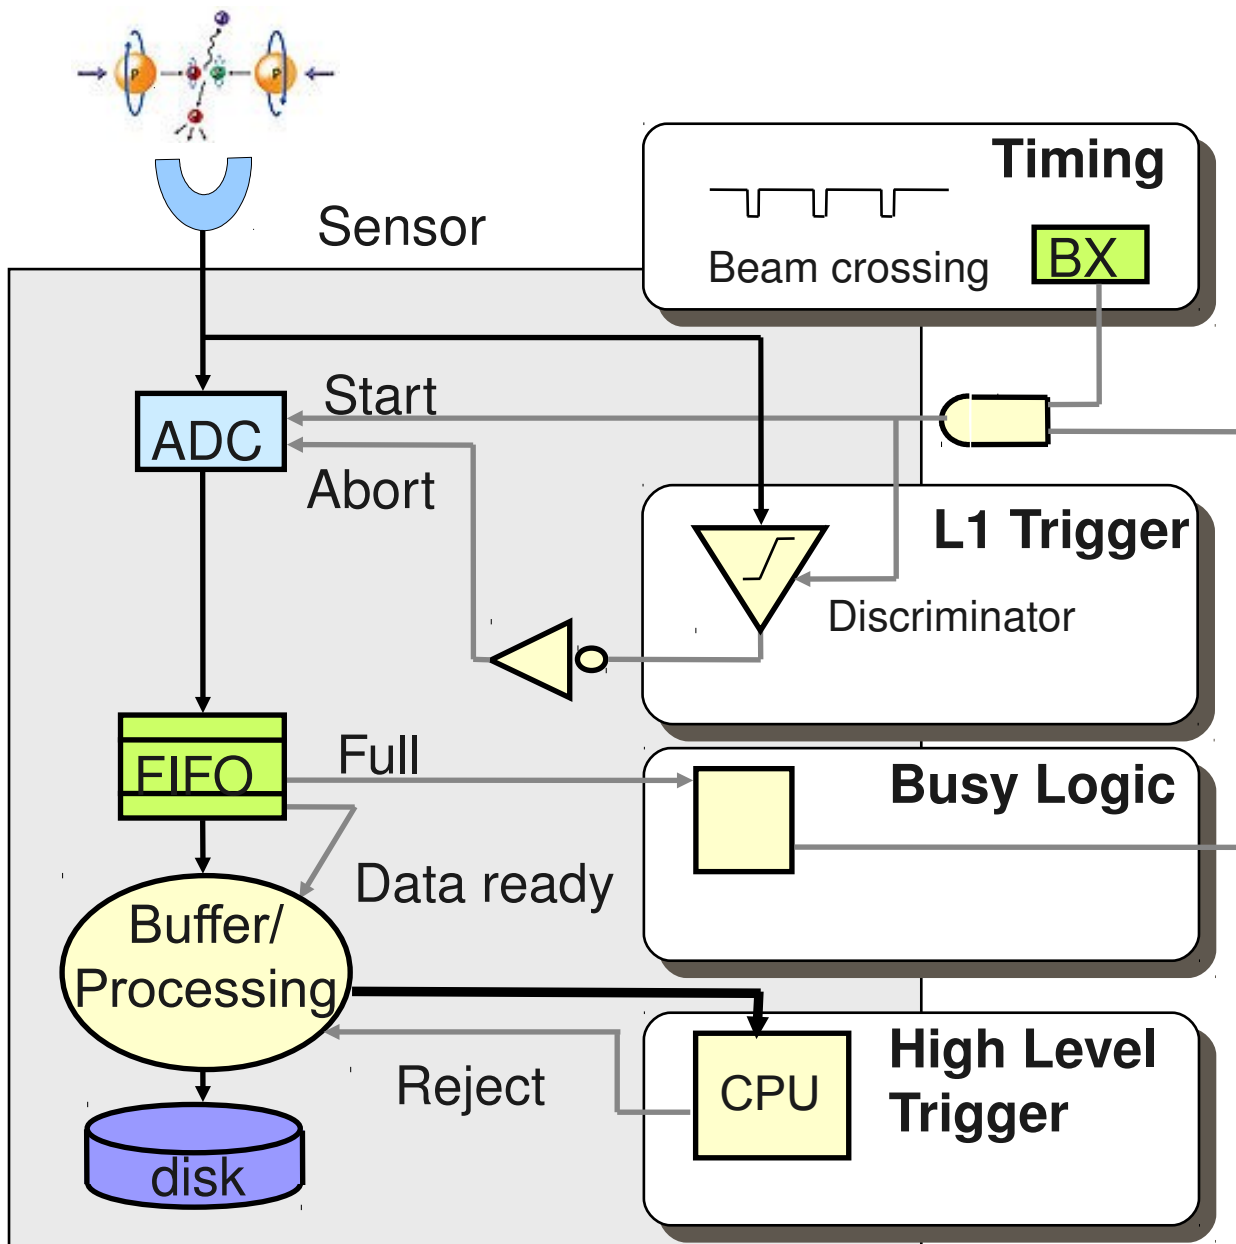 P
P
Timing
Sensor
Beam crossing
BX
Start
ADC
Abort
L1 Trigger
Discriminator
Full
FIFO
Busy Logic
Data ready
Buffer/
Processing
High Level
Trigger
CPU
Reject
disk